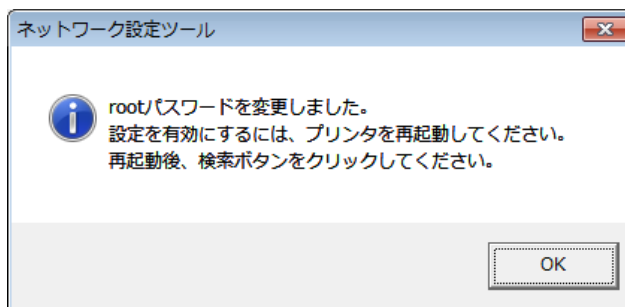 ネットワーク設定ツール
rootパスワードを変更しました。
設定を有効にするには、プリンタを再起動してください。
再起動後、検索ボタンをクリックしてください。
OK